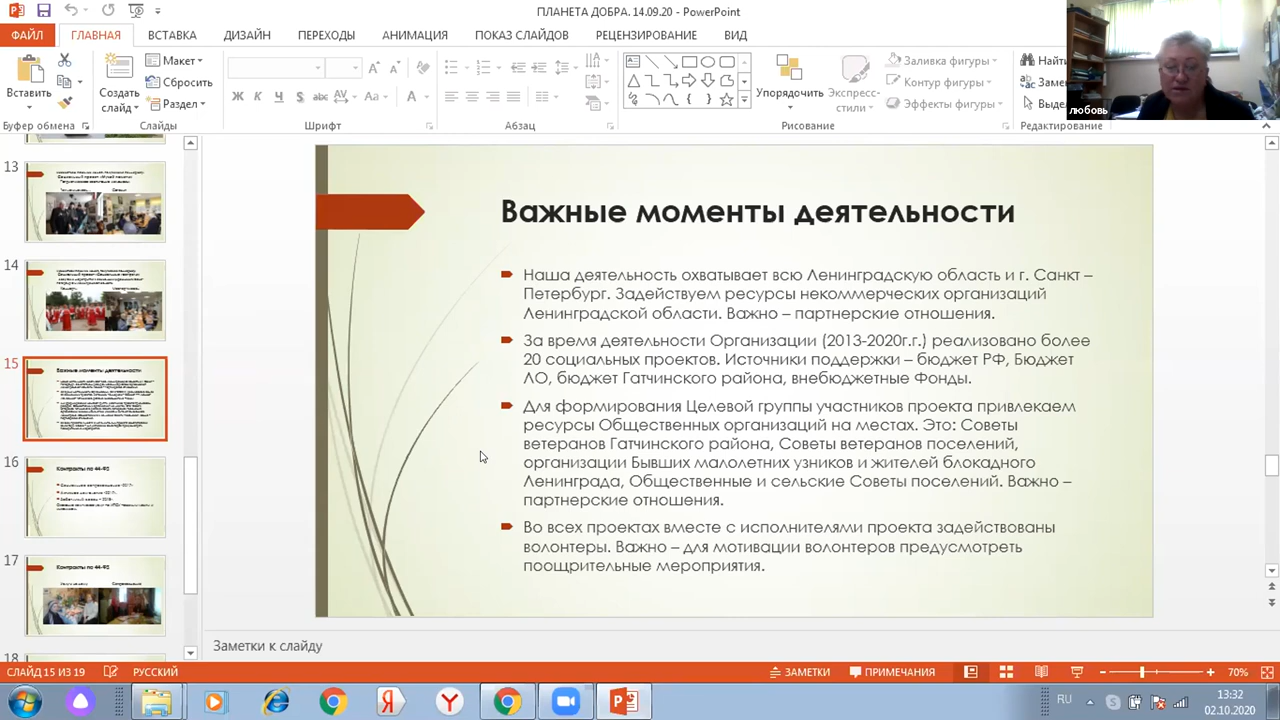 ПЛАНЕТА ДОБРА. 14.09.20 - PowerPoint
ФАЙЛ ГЛАВНАЯ ВСТАВКА ДИЗАЙН ПЕРЕХОДЫ АНИМАЦИЯ ПОКАЗ СЛАЙДОВ РЕЦЕНЗИРОВАНИЕ ВИД
Вставить
Создать слайд
Макет
Сбросить
Раздел
Ж К Ч S abc
Упорядочить
Экспресс-стили
Заливка фигуры
Контур фигуры
Эффекты фигуры
Найти
Буфер обмена Слайды Шрифт Абзац Рисование Редактирование
любовь
13
14
15
Важные моменты деятельности
16
Контракты по 44-ФЗ
17
Контракты по 44-ФЗ
18
Важные моменты деятельности
Наша деятельность охватывает всю Ленинградскую область и г. Санкт –
Петербург. Задействуем ресурсы некоммерческих организаций
Ленинградской области. Важно – партнерские отношения.
За время деятельности Организации (2013-2020г.г.) реализовано более
20 социальных проектов. Источники поддержки – бюджет РФ, Бюджет
ЛО, бюджет Гатчинского района, внебюджетные Фонды.
Для формирования Целевой группы участников проекта привлекаем
ресурсы Общественных организаций на местах. Это: Советы
ветеранов Гатчинского района, Советы ветеранов поселений,
организации Бывших малолетних узников и жителей блокадного
Ленинграда, Общественные и сельские Советы поселений. Важно –
партнерские отношения.
Во всех проектах вместе с исполнителями проекта задействованы
волонтеры. Важно – для мотивации волонтеров предусмотреть
поощрительные мероприятия.
Заметки к слайду
СЛАЙД 15 ИЗ 19 РУССКИЙ ЗАМЕТКИ ПРИМЕЧАНИЯ 70%
RU
13:32
02.10.2020